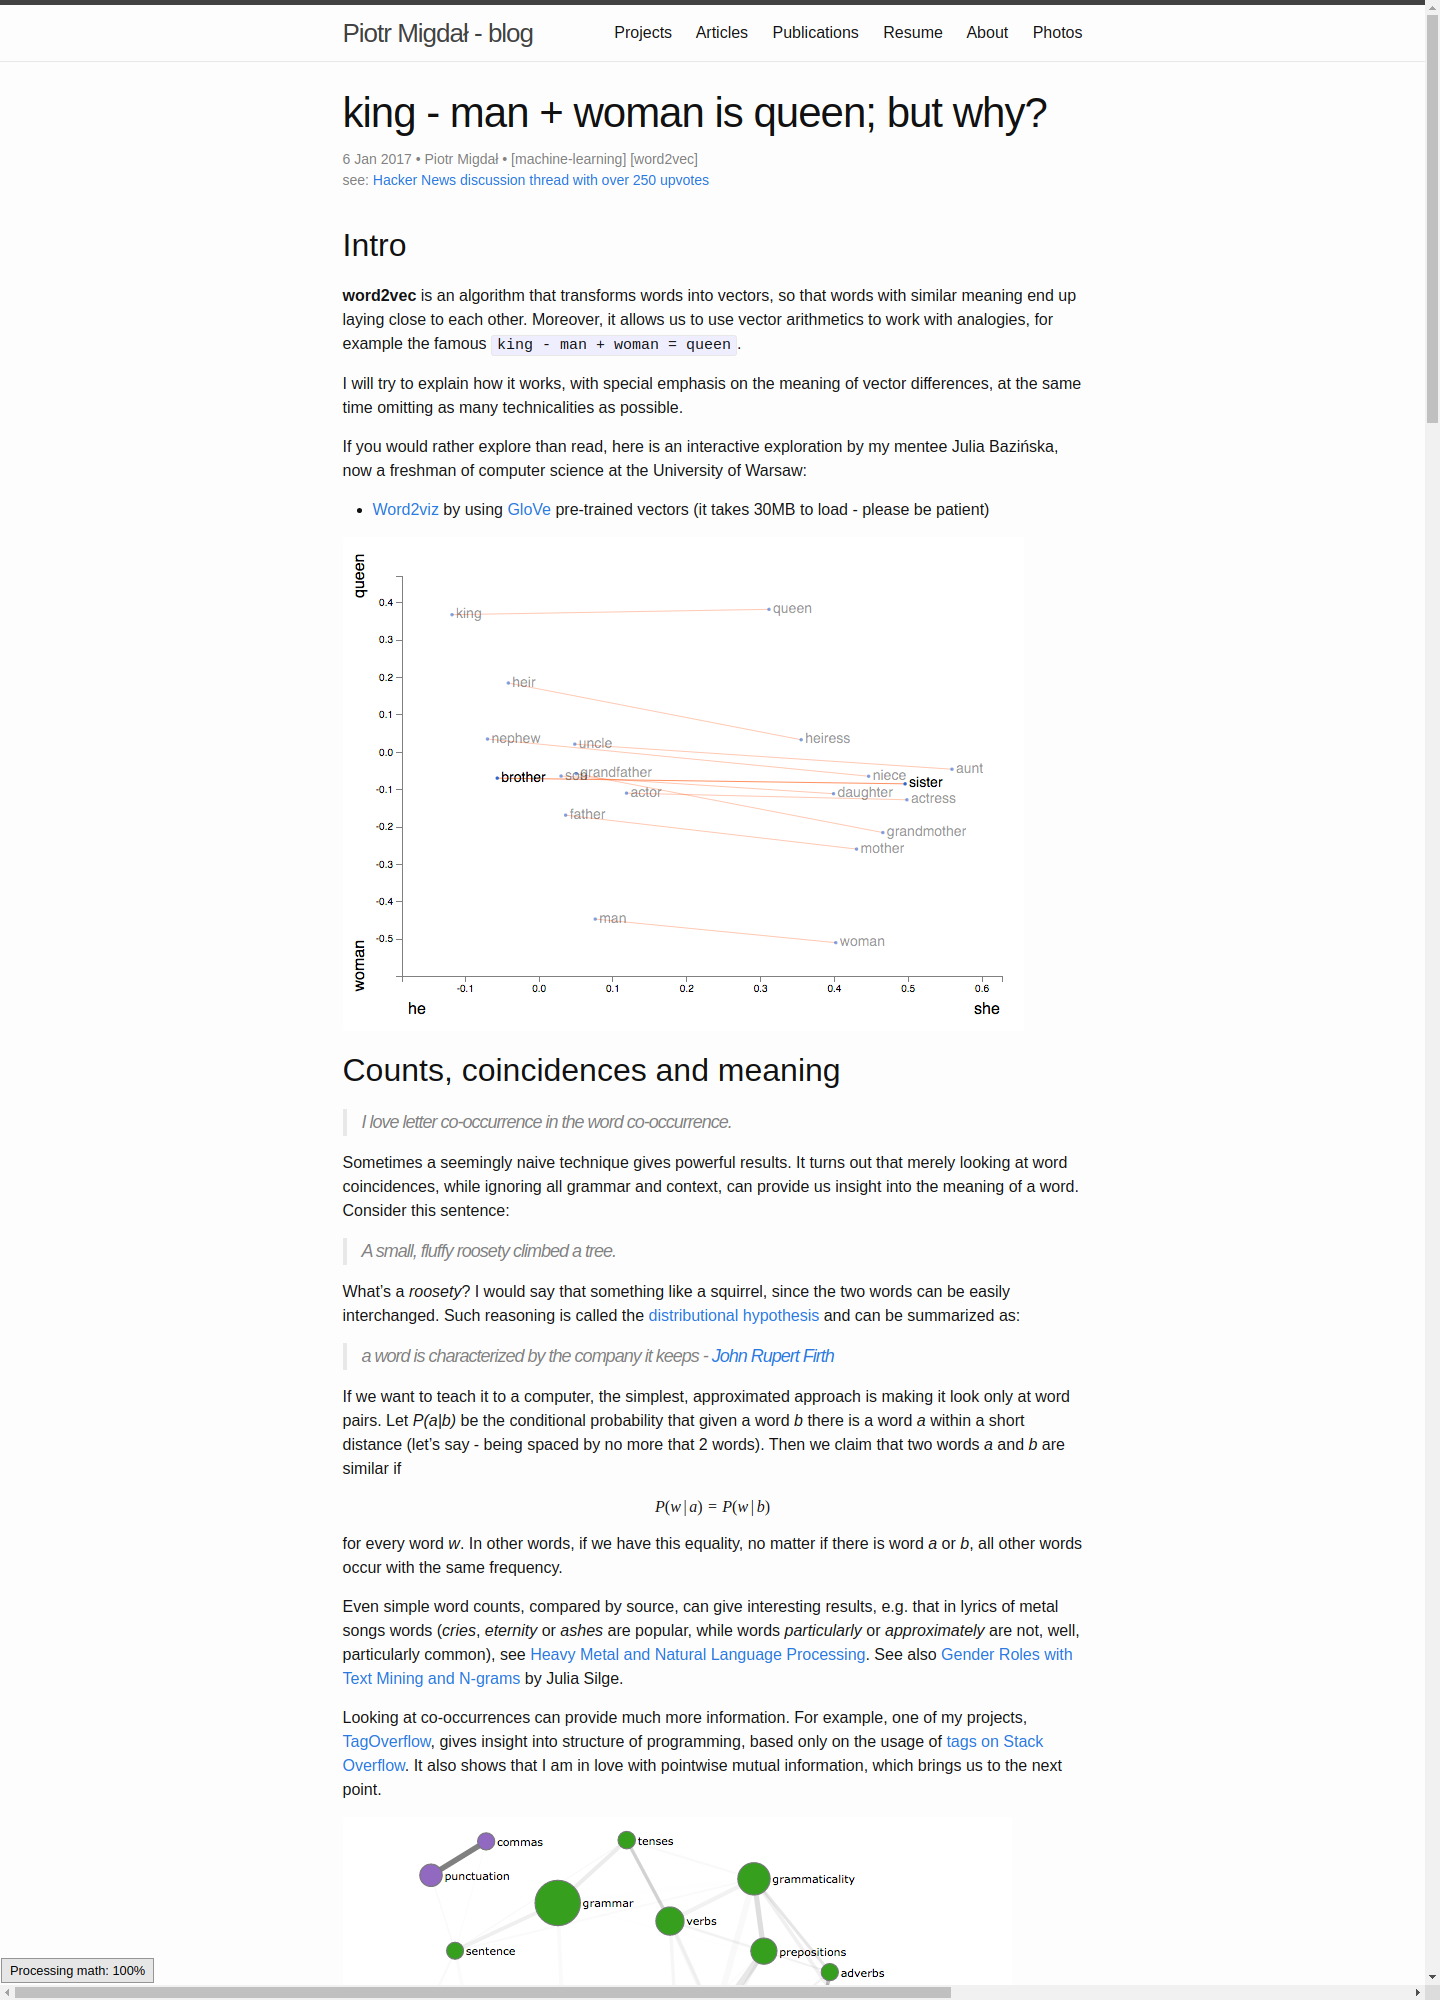 Piotr Migdał - blog
Projects Articles Publications Resume About Photos
king - man + woman is queen; but why?
6 Jan 2017 • Piotr Migdał • [machine-learning] [word2vec]
see: Hacker News discussion thread with over 250 upvotes
Intro
word2vec is an algorithm that transforms words into vectors, so that words with similar meaning end up
laying close to each other. Moreover, it allows us to use vector arithmetics to work with analogies, for
example the famous king - man + woman = queen.
I will try to explain how it works, with special emphasis on the meaning of vector differences, at the same
time omitting as many technicalities as possible.
If you would rather explore than read, here is an interactive exploration by my mentee Julia Bazińska,
now a freshman of computer science at the University of Warsaw:
• Word2viz by using GloVe pre-trained vectors (it takes 30MB to load - please be patient)
queen
0.4
king
queen
0.3
0.2
heir
0.1
nephew
uncle
heiress
0.0
brother
son
grandfather
niece
aunt
sister
-0.1
actor
daughter
actress
father
-0.2
grandmother
mother
-0.3
-0.4
man
-0.5
woman
woman
-0.1 0.0 0.1 0.2 0.3 0.4 0.5 0.6
he
she
Counts, coincidences and meaning
I love letter co-occurrence in the word co-occurrence.
Sometimes a seemingly naive technique gives powerful results. It turns out that merely looking at word
coincidences, while ignoring all grammar and context, can provide us insight into the meaning of a word.
Consider this sentence:
A small, fluffy roosety climbed a tree.
What’s a roosety? I would say that something like a squirrel, since the two words can be easily
interchanged. Such reasoning is called the distributional hypothesis and can be summarized as:
a word is characterized by the company it keeps - John Rupert Firth
If we want to teach it to a computer, the simplest, approximated approach is making it look only at word
pairs. Let P(a|b) be the conditional probability that given a word b there is a word a within a short
distance (let’s say - being spaced by no more that 2 words). Then we claim that two words a and b are
similar if
P(w | a) = P(w | b)
for every word w. In other words, if we have this equality, no matter if there is word a or b, all other words
occur with the same frequency.
Even simple word counts, compared by source, can give interesting results, e.g. that in lyrics of metal
songs words (cries, eternity or ashes are popular, while words particularly or approximately are not, well,
particularly common), see Heavy Metal and Natural Language Processing. See also Gender Roles with
Text Mining and N-grams by Julia Silge.
Looking at co-occurrences can provide much more information. For example, one of my projects,
TagOverflow, gives insight into structure of programming, based only on the usage of tags on Stack
Overflow. It also shows that I am in love with pointwise mutual information, which brings us to the next
point.
commas
tenses
punctuation
grammaticality
grammar
verbs
sentence
prepositions
adverbs
Processing math: 100%